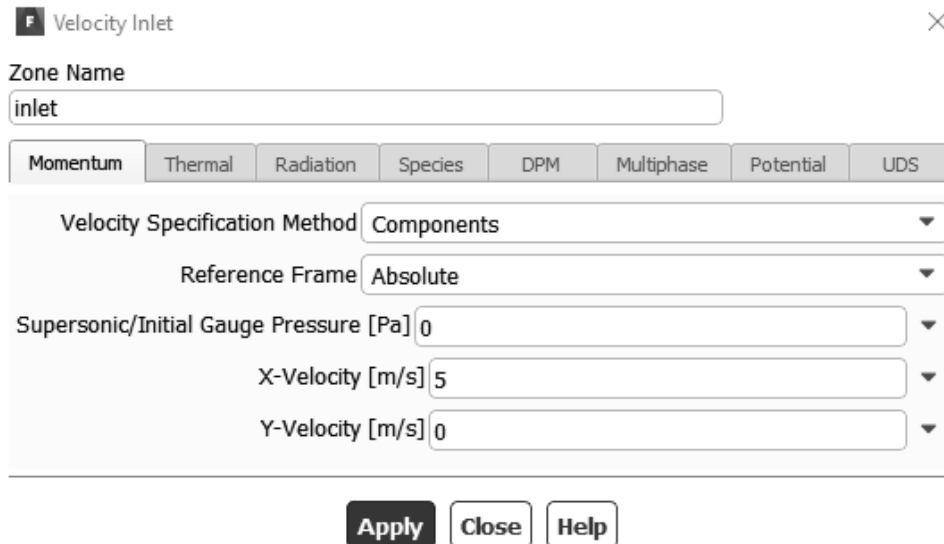 F Velocity Inlet
Zone Name
inlet
Momentum Thermal Radiation Species DPM Multiphase Potential UDS
Velocity Specification Method Components
Reference Frame Absolute
Supersonic/Initial Gauge Pressure [Pa] 0
X-Velocity [m/s] 5
Y-Velocity [m/s] 0
Apply Close Help